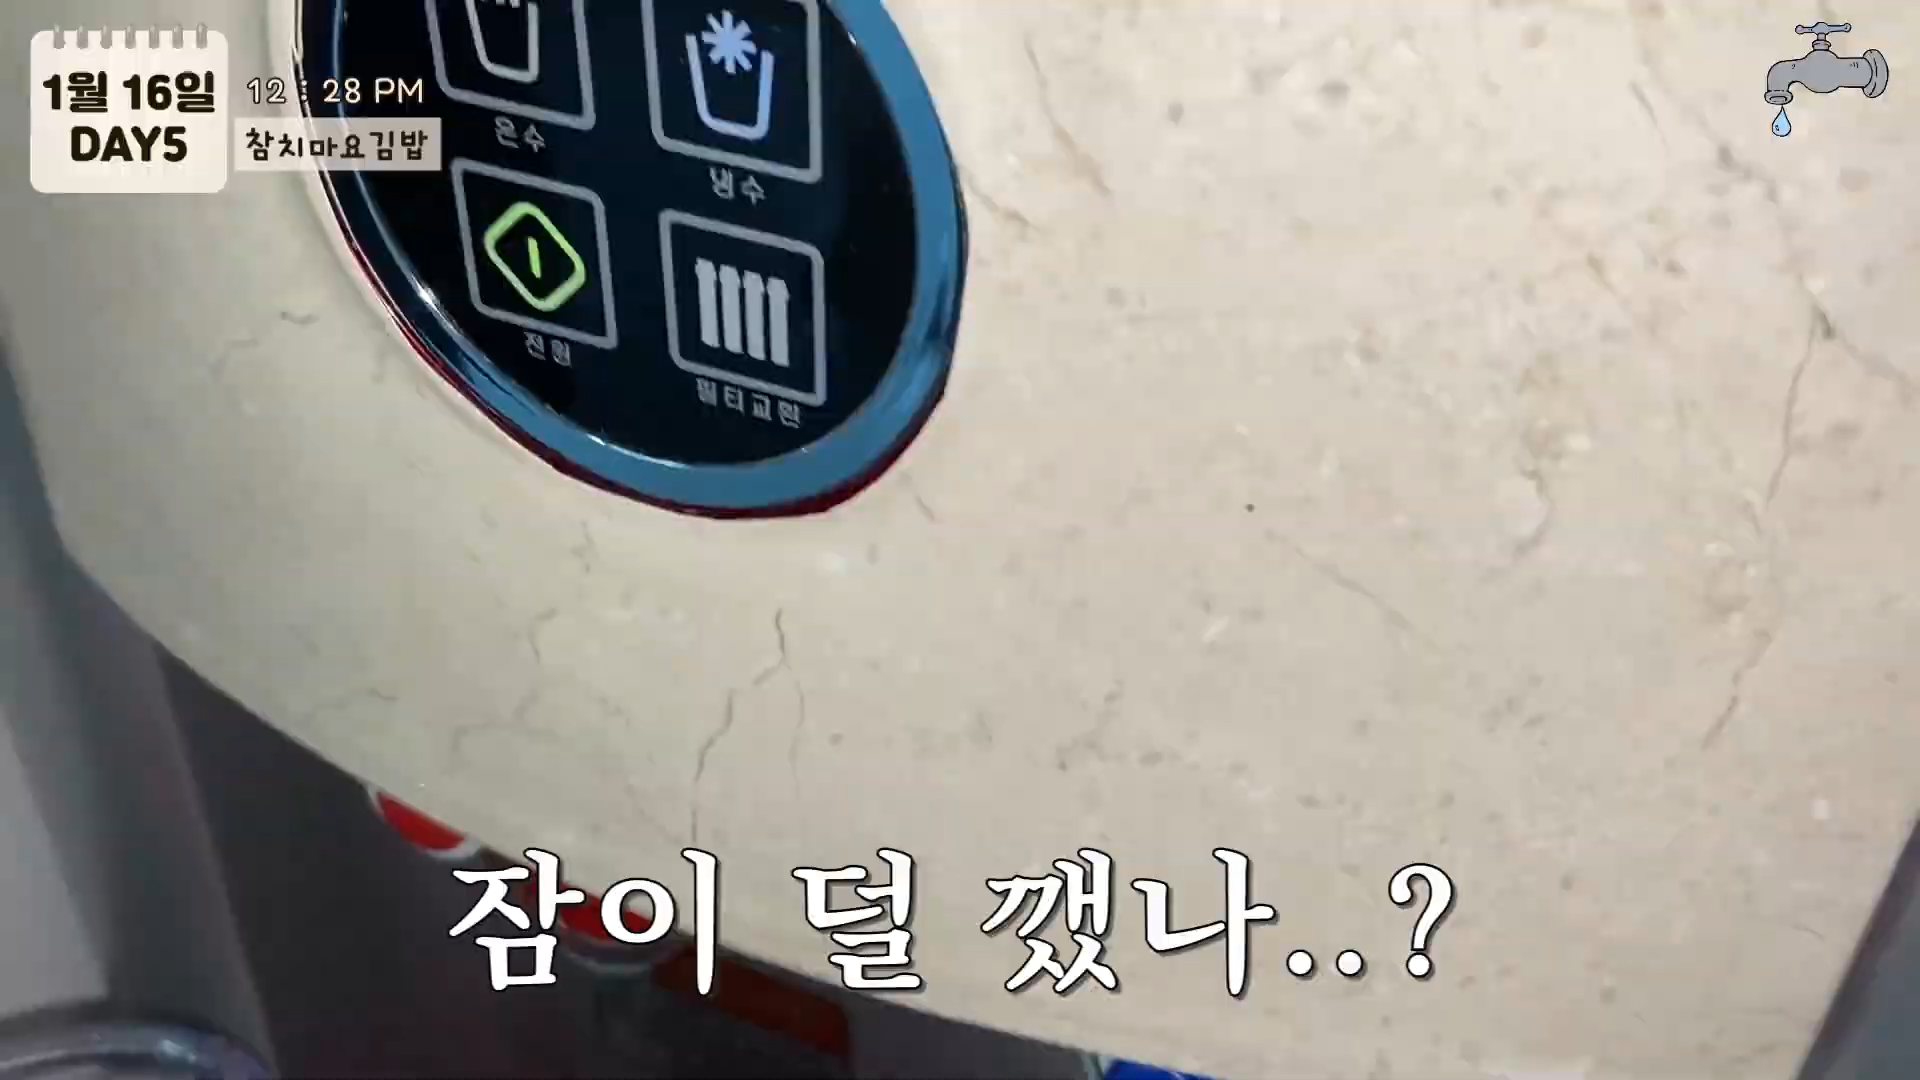 1월 16일
DAY5
12 : 28 PM
참치마요김밥
온수
냉수
전원
필터교환
잠이 덜 깼나..?